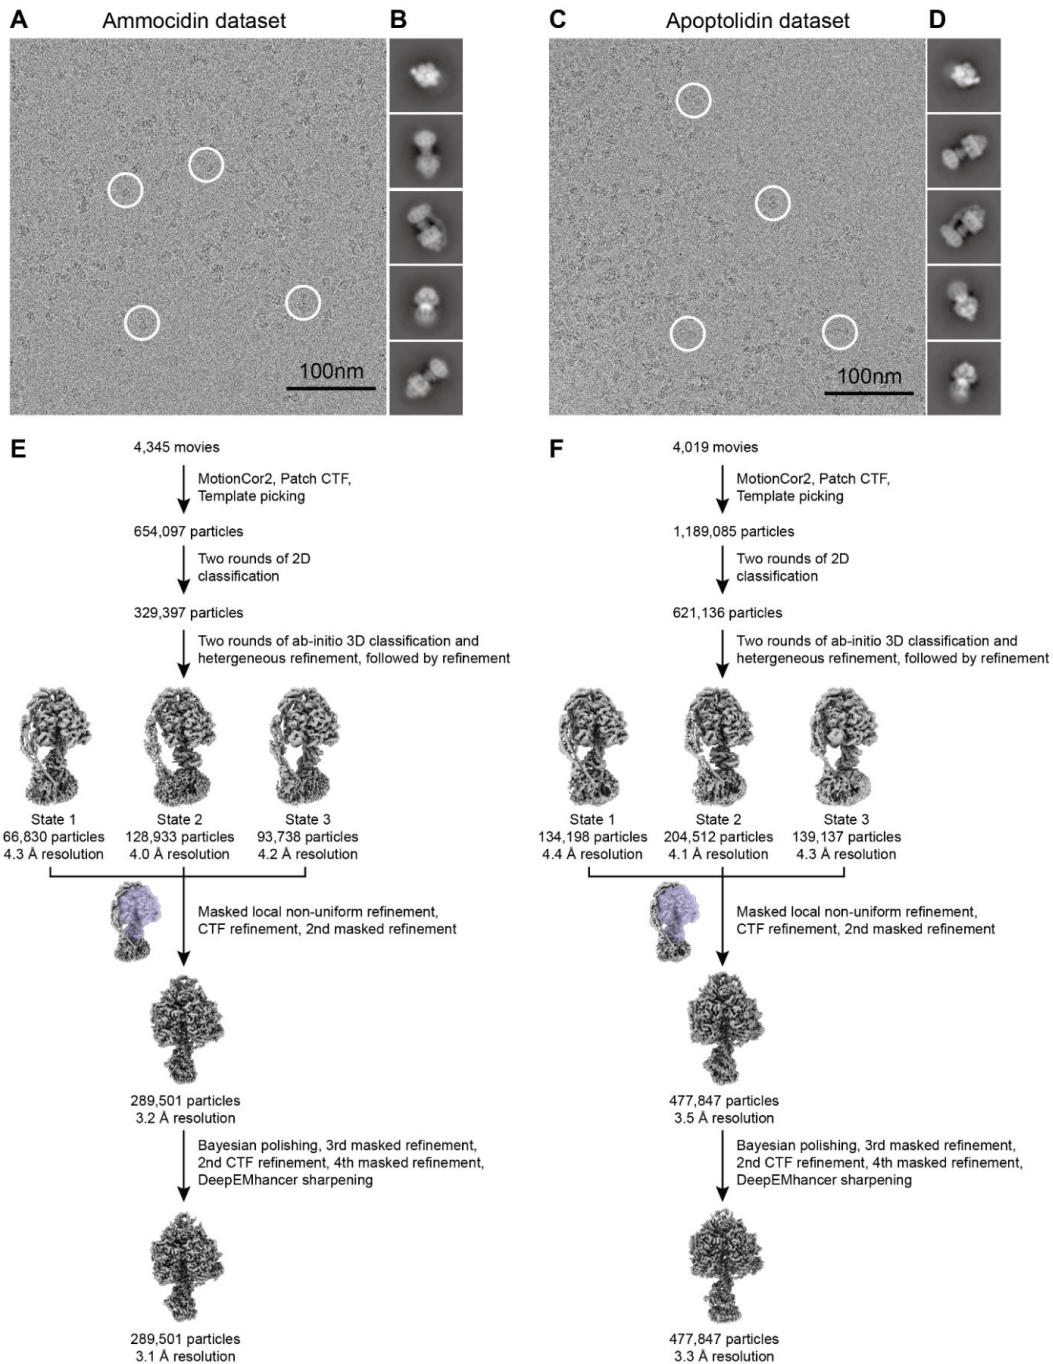 A
Ammocidin dataset
B
100nm
C
Apoptolidin dataset
D
100nm
E
4,345 movies
MotionCor2, Patch CTF,
Template picking
654,097 particles
Two rounds of 2D
classification
329,397 particles
Two rounds of ab-initio 3D classification and
hetergeneous refinement, followed by refinement
State 1
66,830 particles
4.3 Å resolution
State 2
128,933 particles
4.0 Å resolution
State 3
93,738 particles
4.2 Å resolution
Masked local non-uniform refinement,
CTF refinement, 2nd masked refinement
289,501 particles
3.2 Å resolution
Bayesian polishing, 3rd masked refinement,
2nd CTF refinement, 4th masked refinement,
DeepEMhancer sharpening
289,501 particles
3.1 Å resolution
F
4,019 movies
MotionCor2, Patch CTF,
Template picking
1,189,085 particles
Two rounds of 2D
classification
621,136 particles
Two rounds of ab-initio 3D classification and
hetergeneous refinement, followed by refinement
State 1
134,198 particles
4.4 Å resolution
State 2
204,512 particles
4.1 Å resolution
State 3
139,137 particles
4.3 Å resolution
Masked local non-uniform refinement,
CTF refinement, 2nd masked refinement
477,847 particles
3.5 Å resolution
Bayesian polishing, 3rd masked refinement,
2nd CTF refinement, 4th masked refinement,
DeepEMhancer sharpening
477,847 particles
3.3 Å resolution